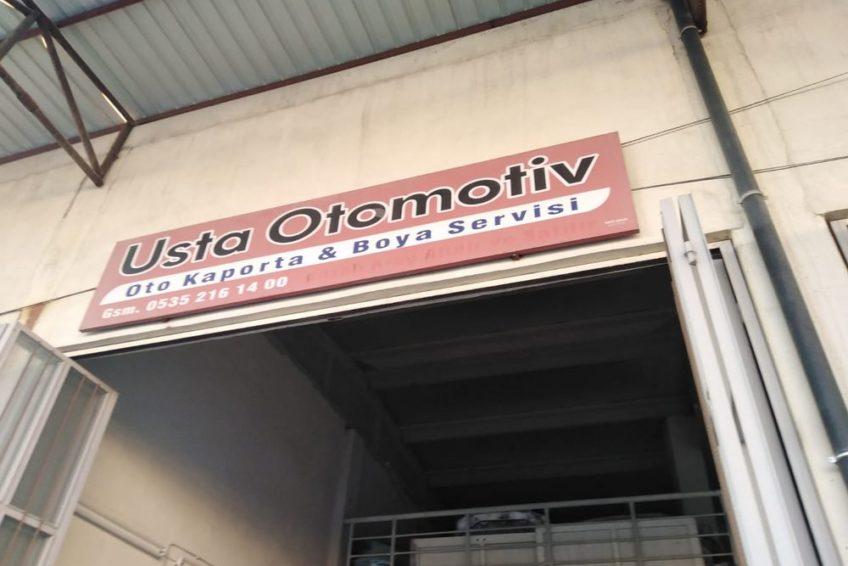 Usta Otomotiv
Oto Kaporta & Boya Servisi
Gsm. 0535 216 14 00